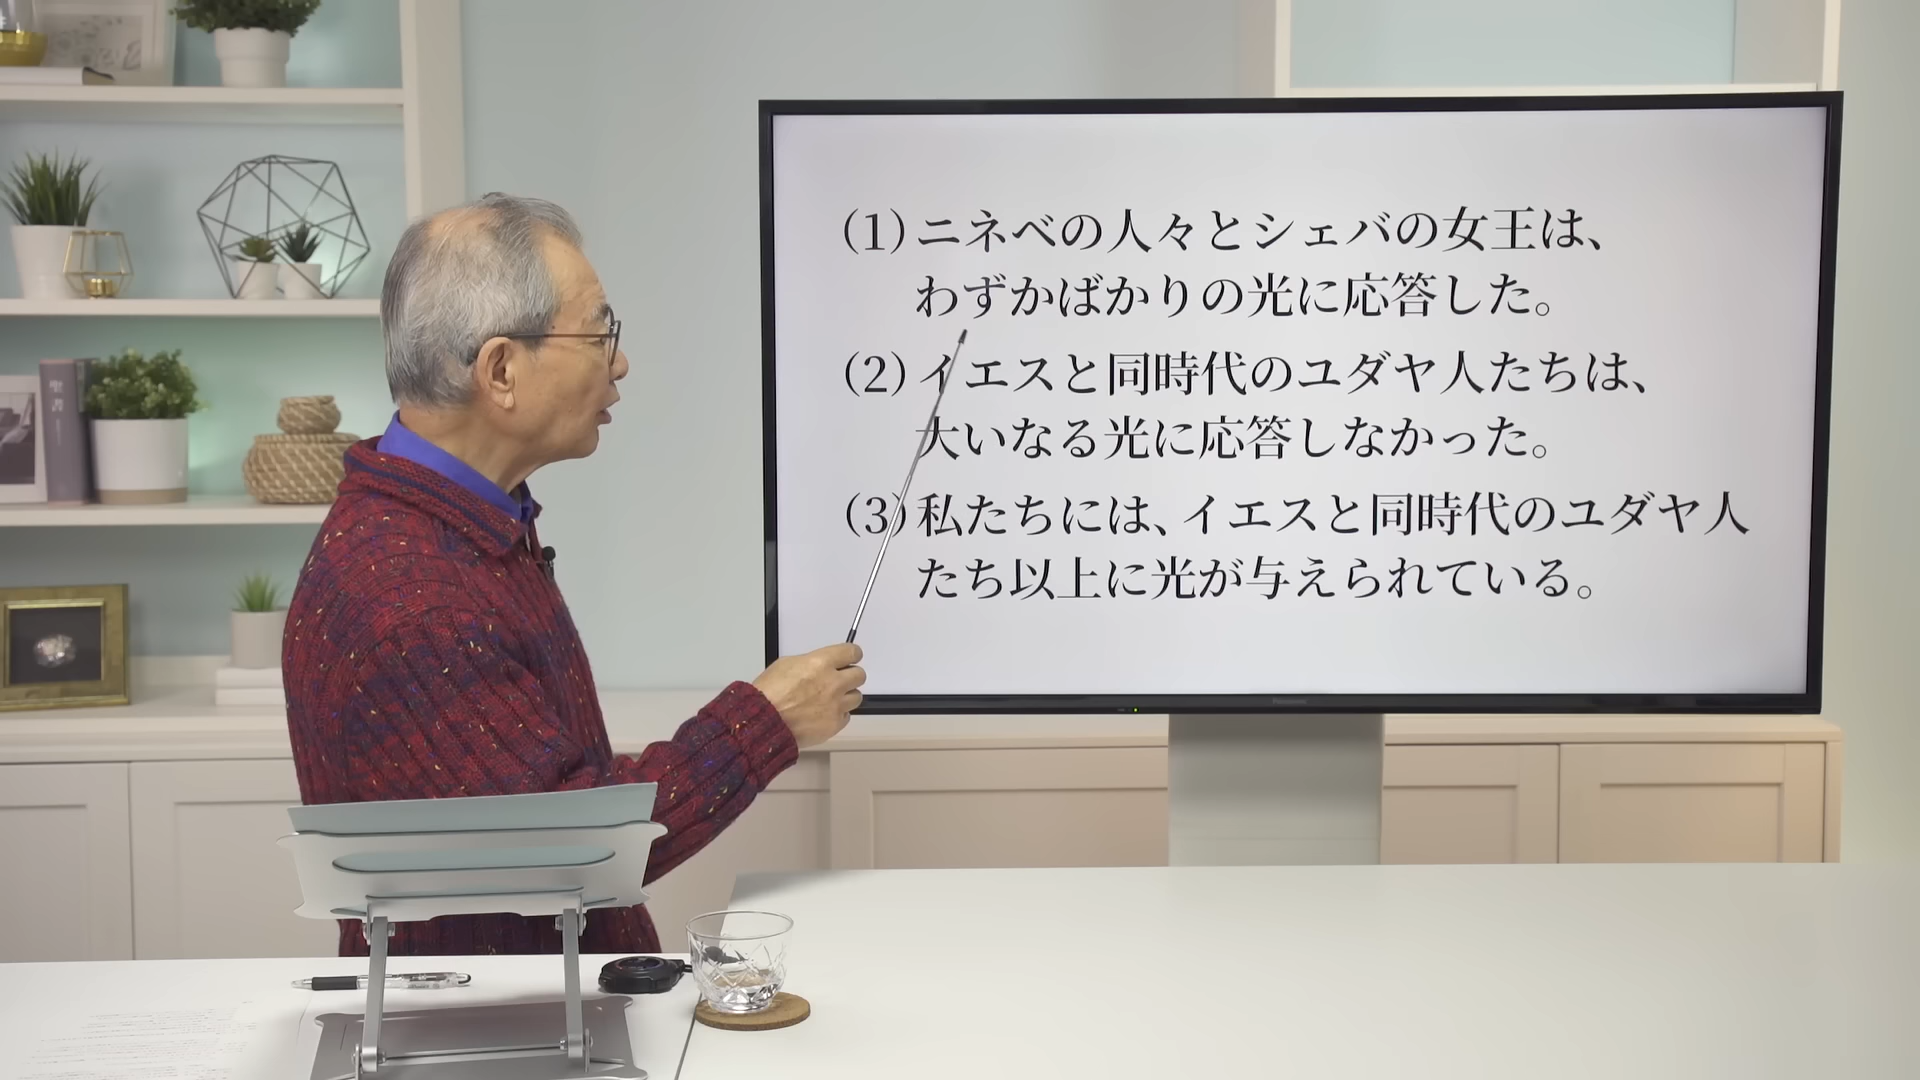 (1)ニネベの人々とシェバの女王は、
わずかばかりの光に応答した。
(2)イエスと同時代のユダヤ人たちは、
大いなる光に応答しなかった。
(3)私たちには、イエスと同時代のユダヤ人
たち以上に光が与えられている。
聖書
Panasonic